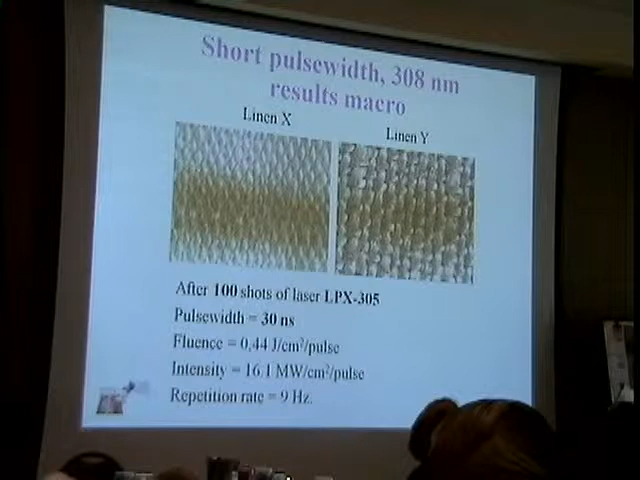 Short pulsewidth, 308 nm
results macro
Linen X
Linen Y
After 100 shots of laser LPX-305
Pulsewidth = 30 ns
Fluence = 0,44 J/cm²/pulse
Intensity = 16.1 MW/cm²/pulse
Repetition rate = 9 Hz.